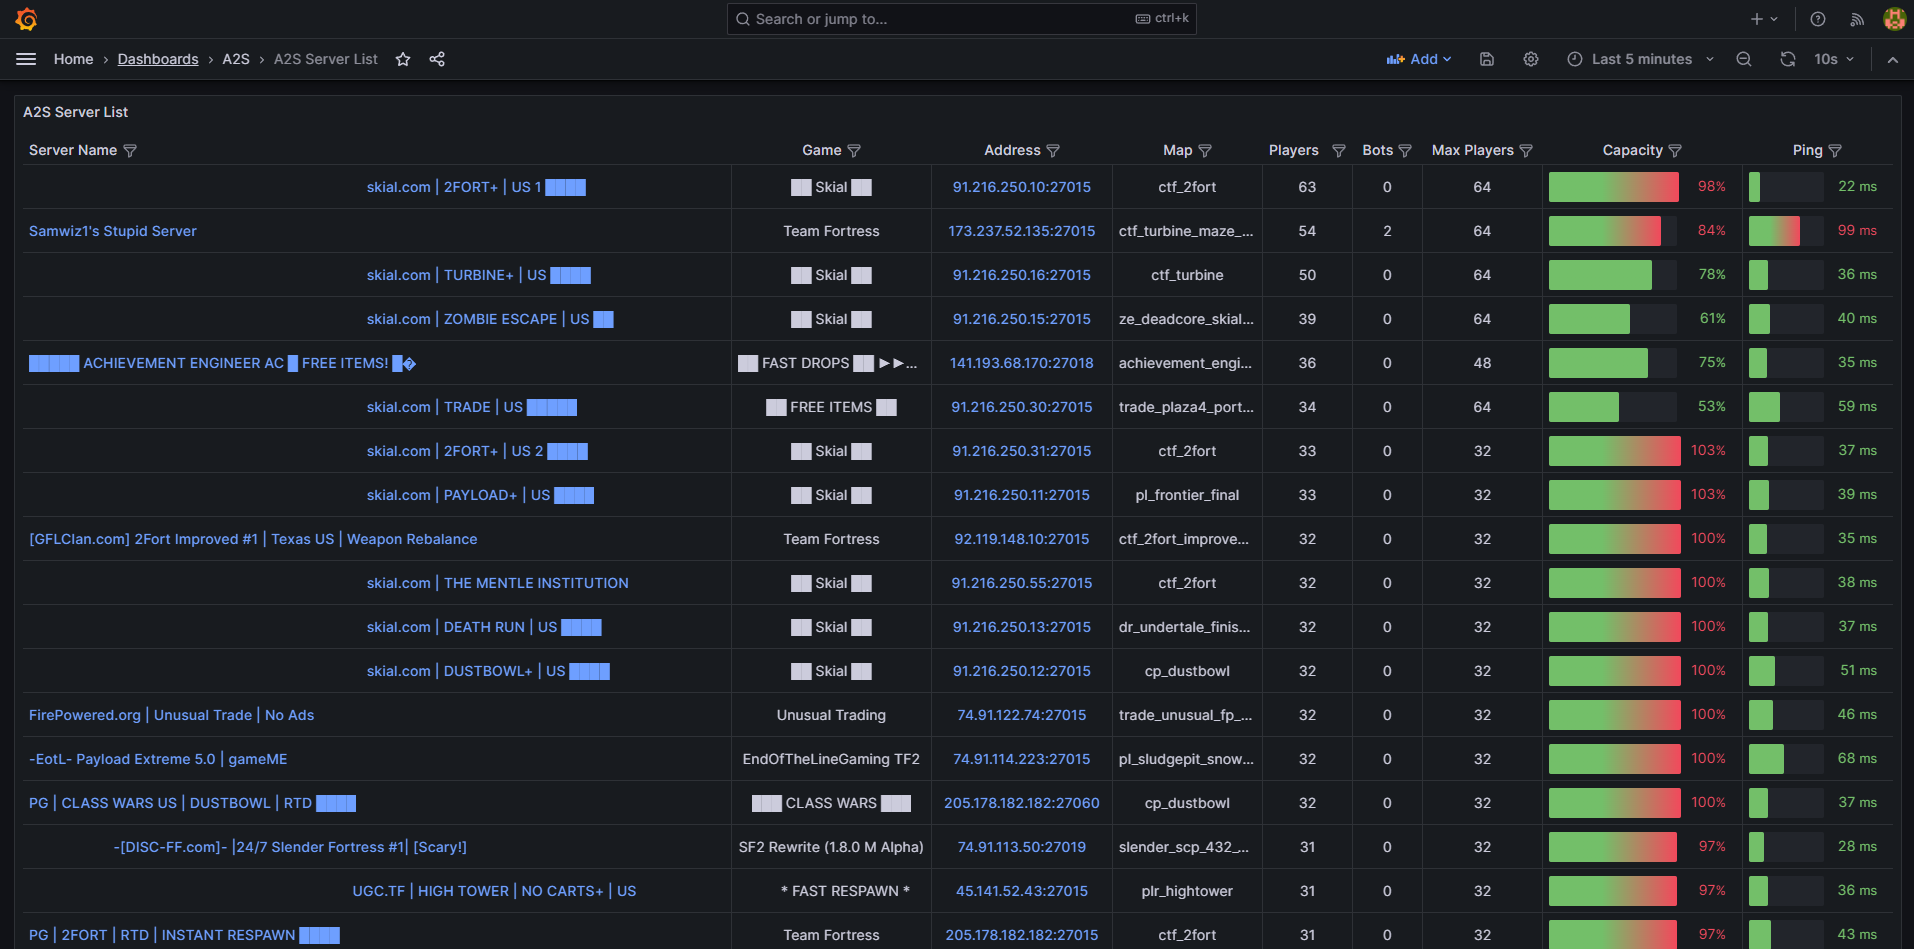 Search or jump to... ctrl+k
Home › Dashboards › A2S › A2S Server List Add Last 5 minutes 10s
A2S Server List
Server Name Game Address Map Players Bots Max Players Capacity Ping
skial.com | 2FORT+ | US 1 ████ ██ Skial ██ 91.216.250.10:27015 ctf_2fort 63 0 64 98% 22 ms
Samwiz1's Stupid Server Team Fortress 173.237.52.135:27015 ctf_turbine_maze_... 54 2 64 84% 99 ms
skial.com | TURBINE+ | US ████ ██ Skial ██ 91.216.250.16:27015 ctf_turbine 50 0 64 78% 36 ms
skial.com | ZOMBIE ESCAPE | US ██ ██ Skial ██ 91.216.250.15:27015 ze_deadcore_skial... 39 0 64 61% 40 ms
█████ ACHIEVEMENT ENGINEER AC █ FREE ITEMS! █� ██ FAST DROPS ██ ►►... 141.193.68.170:27018 achievement_engi... 36 0 48 75% 35 ms
skial.com | TRADE | US █████ ██ FREE ITEMS ██ 91.216.250.30:27015 trade_plaza4_port... 34 0 64 53% 59 ms
skial.com | 2FORT+ | US 2 ████ ██ Skial ██ 91.216.250.31:27015 ctf_2fort 33 0 32 103% 37 ms
skial.com | PAYLOAD+ | US ████ ██ Skial ██ 91.216.250.11:27015 pl_frontier_final 33 0 32 103% 39 ms
[GFLClan.com] 2Fort Improved #1 | Texas US | Weapon Rebalance Team Fortress 92.119.148.10:27015 ctf_2fort_improve... 32 0 32 100% 35 ms
skial.com | THE MENTLE INSTITUTION ██ Skial ██ 91.216.250.55:27015 ctf_2fort 32 0 32 100% 38 ms
skial.com | DEATH RUN | US ████ ██ Skial ██ 91.216.250.13:27015 dr_undertale_finis... 32 0 32 100% 37 ms
skial.com | DUSTBOWL+ | US ████ ██ Skial ██ 91.216.250.12:27015 cp_dustbowl 32 0 32 100% 51 ms
FirePowered.org | Unusual Trade | No Ads Unusual Trading 74.91.122.74:27015 trade_unusual_fp_... 32 0 32 100% 46 ms
-EotL- Payload Extreme 5.0 | gameME EndOfTheLineGaming TF2 74.91.114.223:27015 pl_sludgepit_snow... 32 0 32 100% 68 ms
PG | CLASS WARS US | DUSTBOWL | RTD ████ ███ CLASS WARS ███ 205.178.182.182:27060 cp_dustbowl 32 0 32 100% 37 ms
-[DISC-FF.com]- |24/7 Slender Fortress #1| [Scary!] SF2 Rewrite (1.8.0 M Alpha) 74.91.113.50:27019 slender_scp_432_... 31 0 32 97% 28 ms
UGC.TF | HIGH TOWER | NO CARTS+ | US * FAST RESPAWN * 45.141.52.43:27015 plr_hightower 31 0 32 97% 36 ms
PG | 2FORT | RTD | INSTANT RESPAWN ████ Team Fortress 205.178.182.182:27015 ctf_2fort 31 0 32 97% 43 ms